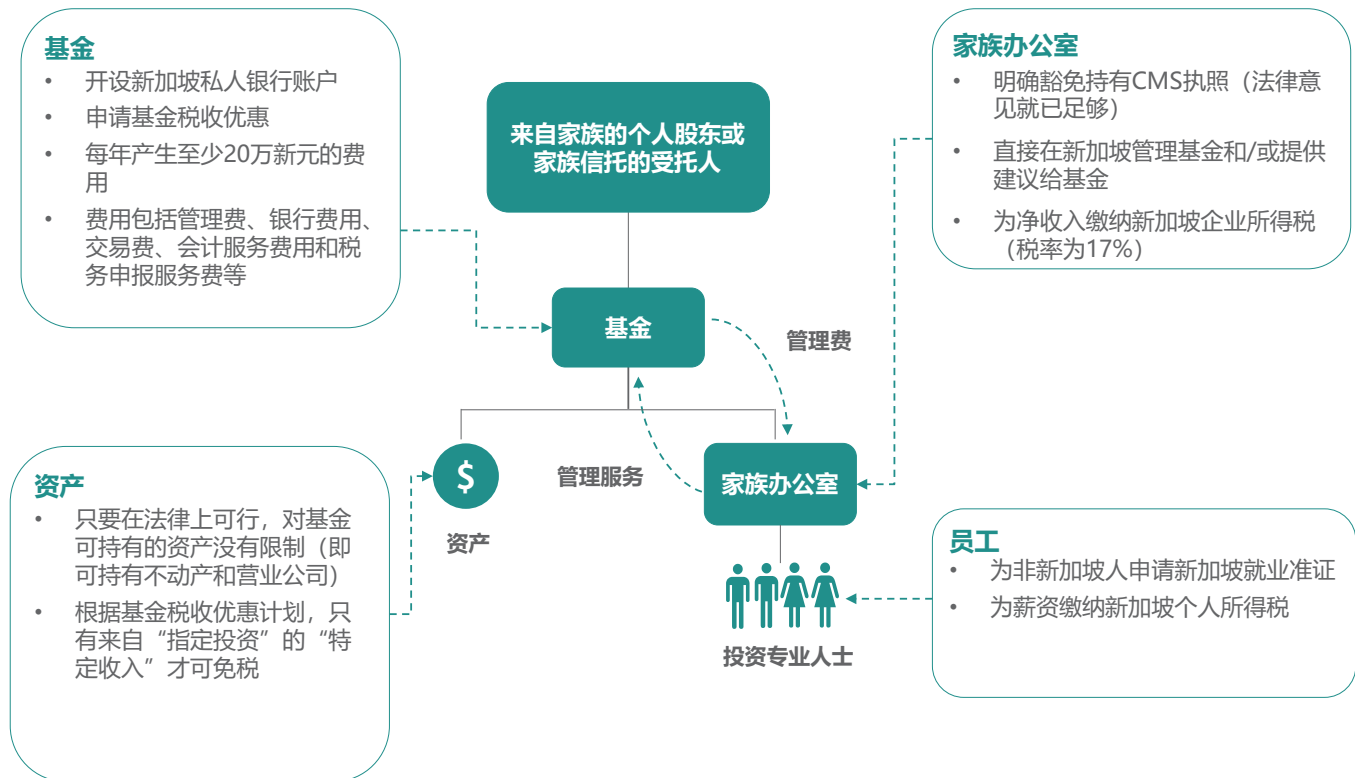 基金
• 开设新加坡私人银行账户
• 申请基金税收优惠
• 每年产生至少20万新元的费
用
• 费用包括管理费、银行费用、
交易费、会计服务费用和税
务申报服务费等
来自家族的个人股东或
家族信托的受托人
家族办公室
• 明确豁免持有CMS执照（法律意
见就已足够）
• 直接在新加坡管理基金和/或提供
建议给基金
• 为净收入缴纳新加坡企业所得税
（税率为17%）
基金
管理费
管理服务
$
资产
家族办公室
投资专业人士
资产
• 只要在法律上可行，对基金
可持有的资产没有限制（即
可持有不动产和营业公司）
• 根据基金税收优惠计划，只
有来自“指定投资”的“特
定收入”才可免税
员工
• 为非新加坡人申请新加坡就业准证
• 为薪资缴纳新加坡个人所得税